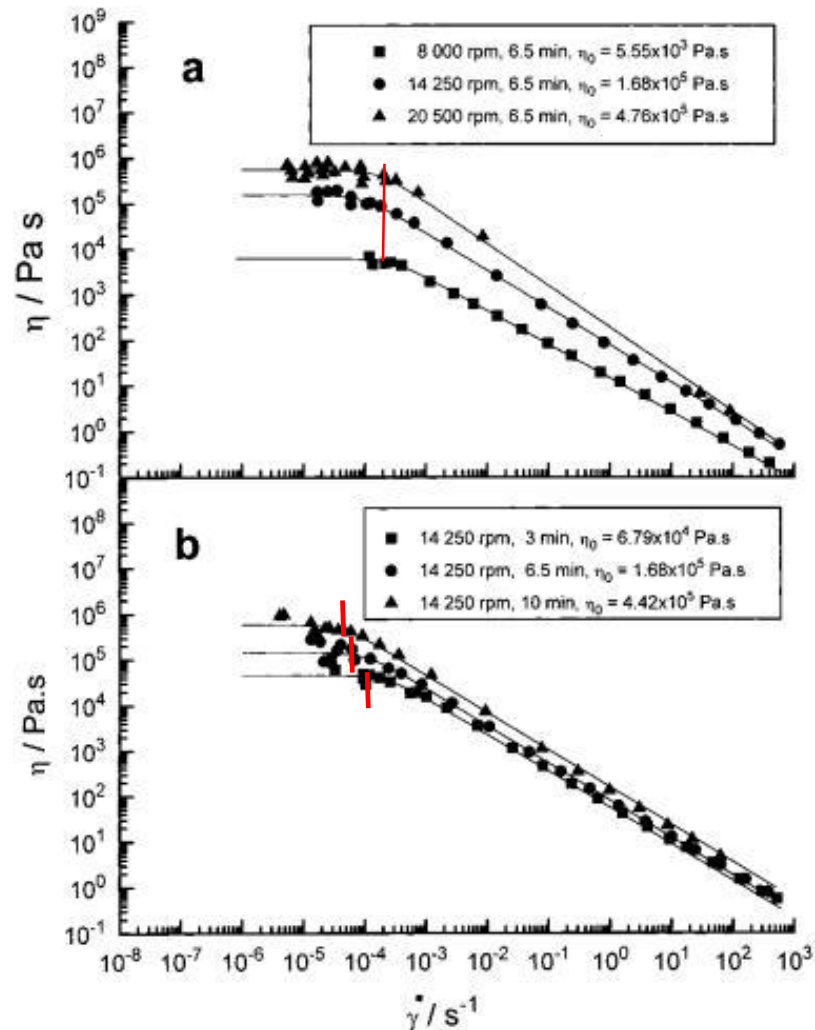 10⁹
10⁸
10⁷
10⁶
10⁵
10⁴
10³
10²
10¹
10⁰
10⁻¹
η / Pa s
a
8 000 rpm, 6.5 min, η₀ = 5.55x10³ Pa.s
14 250 rpm, 6.5 min, η₀ = 1.68x10⁵ Pa.s
20 500 rpm, 6.5 min, η₀ = 4.76x10⁵ Pa.s
10⁸
10⁷
10⁶
10⁵
10⁴
10³
10²
10¹
10⁰
10⁻¹
η / Pa.s
b
14 250 rpm, 3 min, η₀ = 6.79x10⁴ Pa.s
14 250 rpm, 6.5 min, η₀ = 1.68x10⁵ Pa.s
14 250 rpm, 10 min, η₀ = 4.42x10⁵ Pa.s
10⁻⁸ 10⁻⁷ 10⁻⁶ 10⁻⁵ 10⁻⁴ 10⁻³ 10⁻² 10⁻¹ 10⁰ 10¹ 10² 10³
γ̇ / s⁻¹